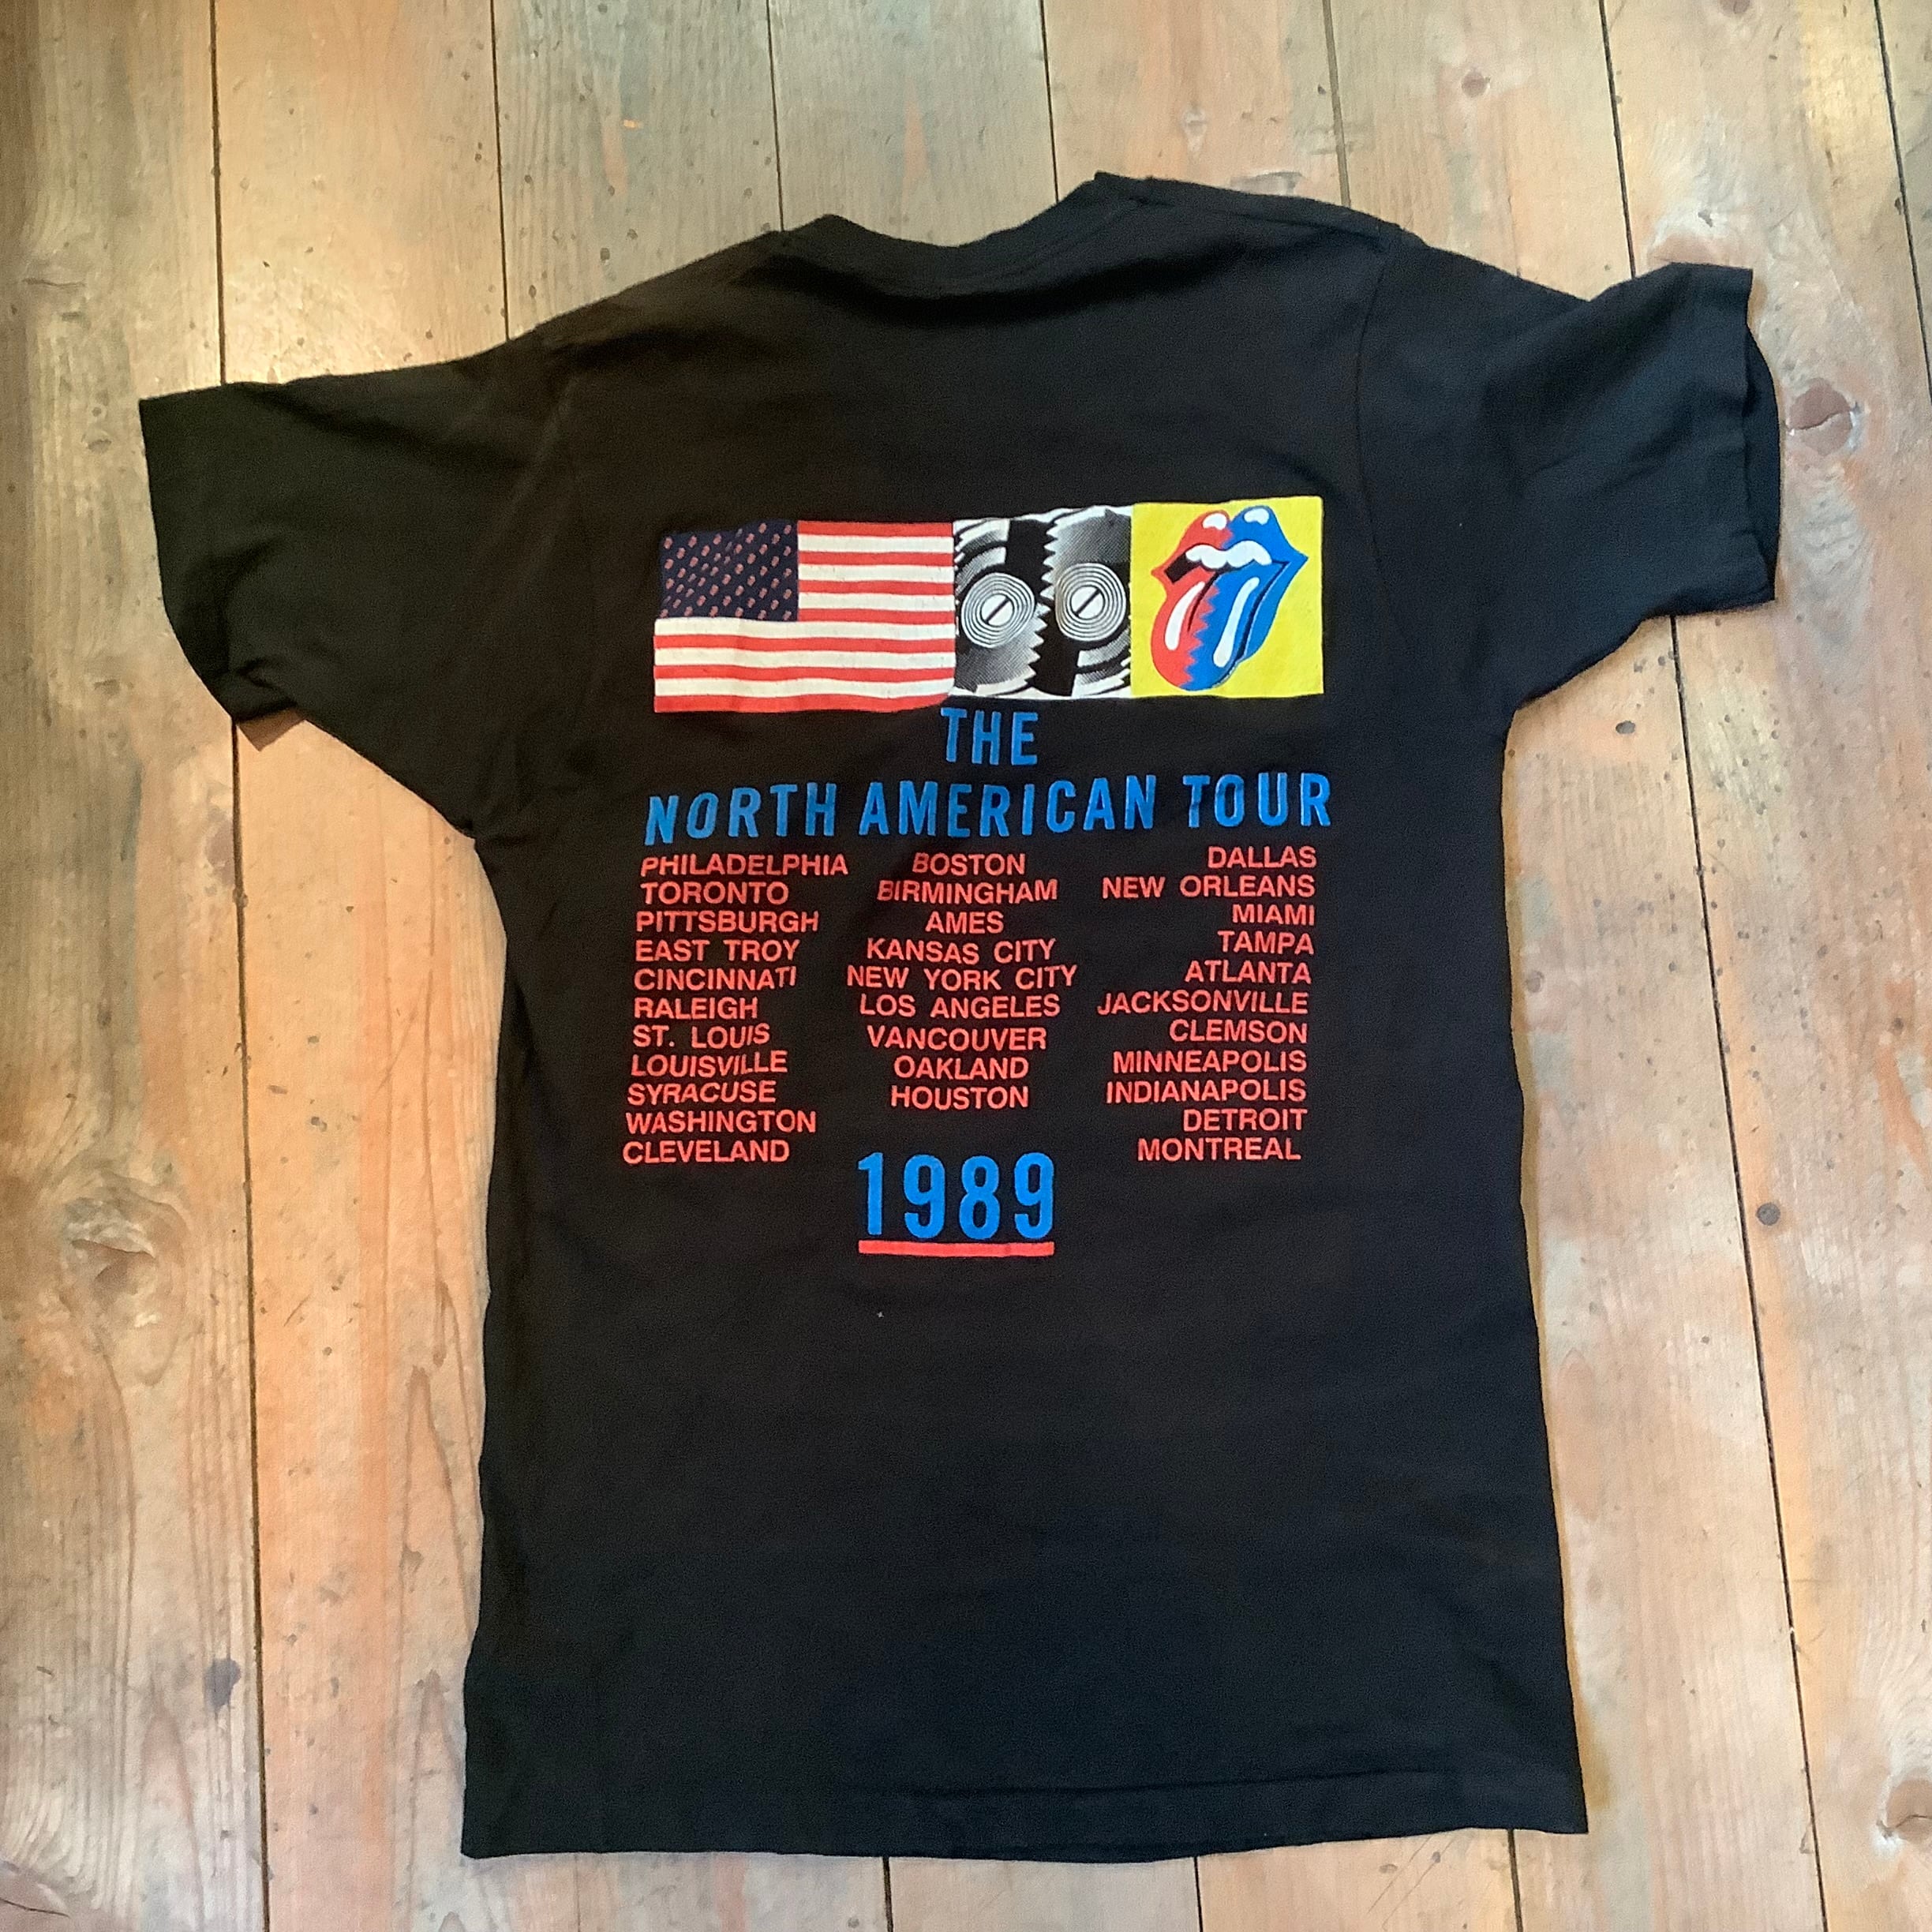 THE
NORTH AMERICAN TOUR
PHILADELPHIA
TORONTO
PITTSBURGH
EAST TROY
CINCINNATI
RALEIGH
ST. LOUIS
LOUISVILLE
SYRACUSE
WASHINGTON
CLEVELAND
BOSTON
BIRMINGHAM
AMES
KANSAS CITY
NEW YORK CITY
LOS ANGELES
VANCOUVER
OAKLAND
HOUSTON
DALLAS
NEW ORLEANS
MIAMI
TAMPA
ATLANTA
JACKSONVILLE
CLEMSON
MINNEAPOLIS
INDIANAPOLIS
DETROIT
MONTREAL
1989